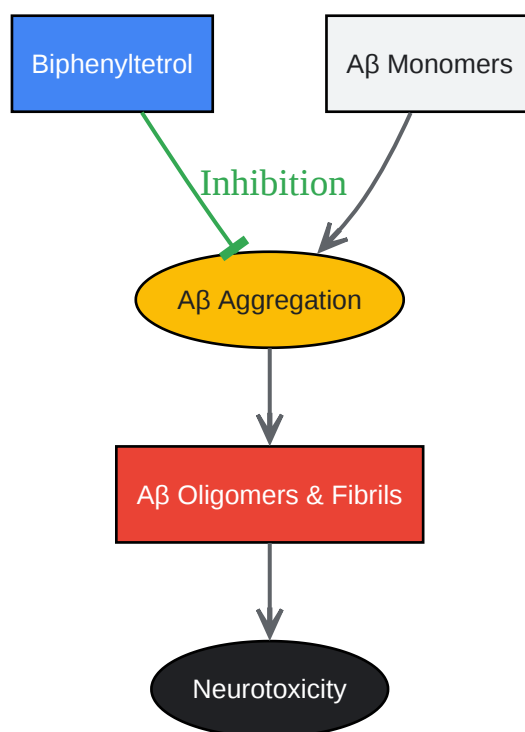 Biphenyltetrol
Aβ Monomers
Inhibition
Aβ Aggregation
Aβ Oligomers & Fibrils
Neurotoxicity